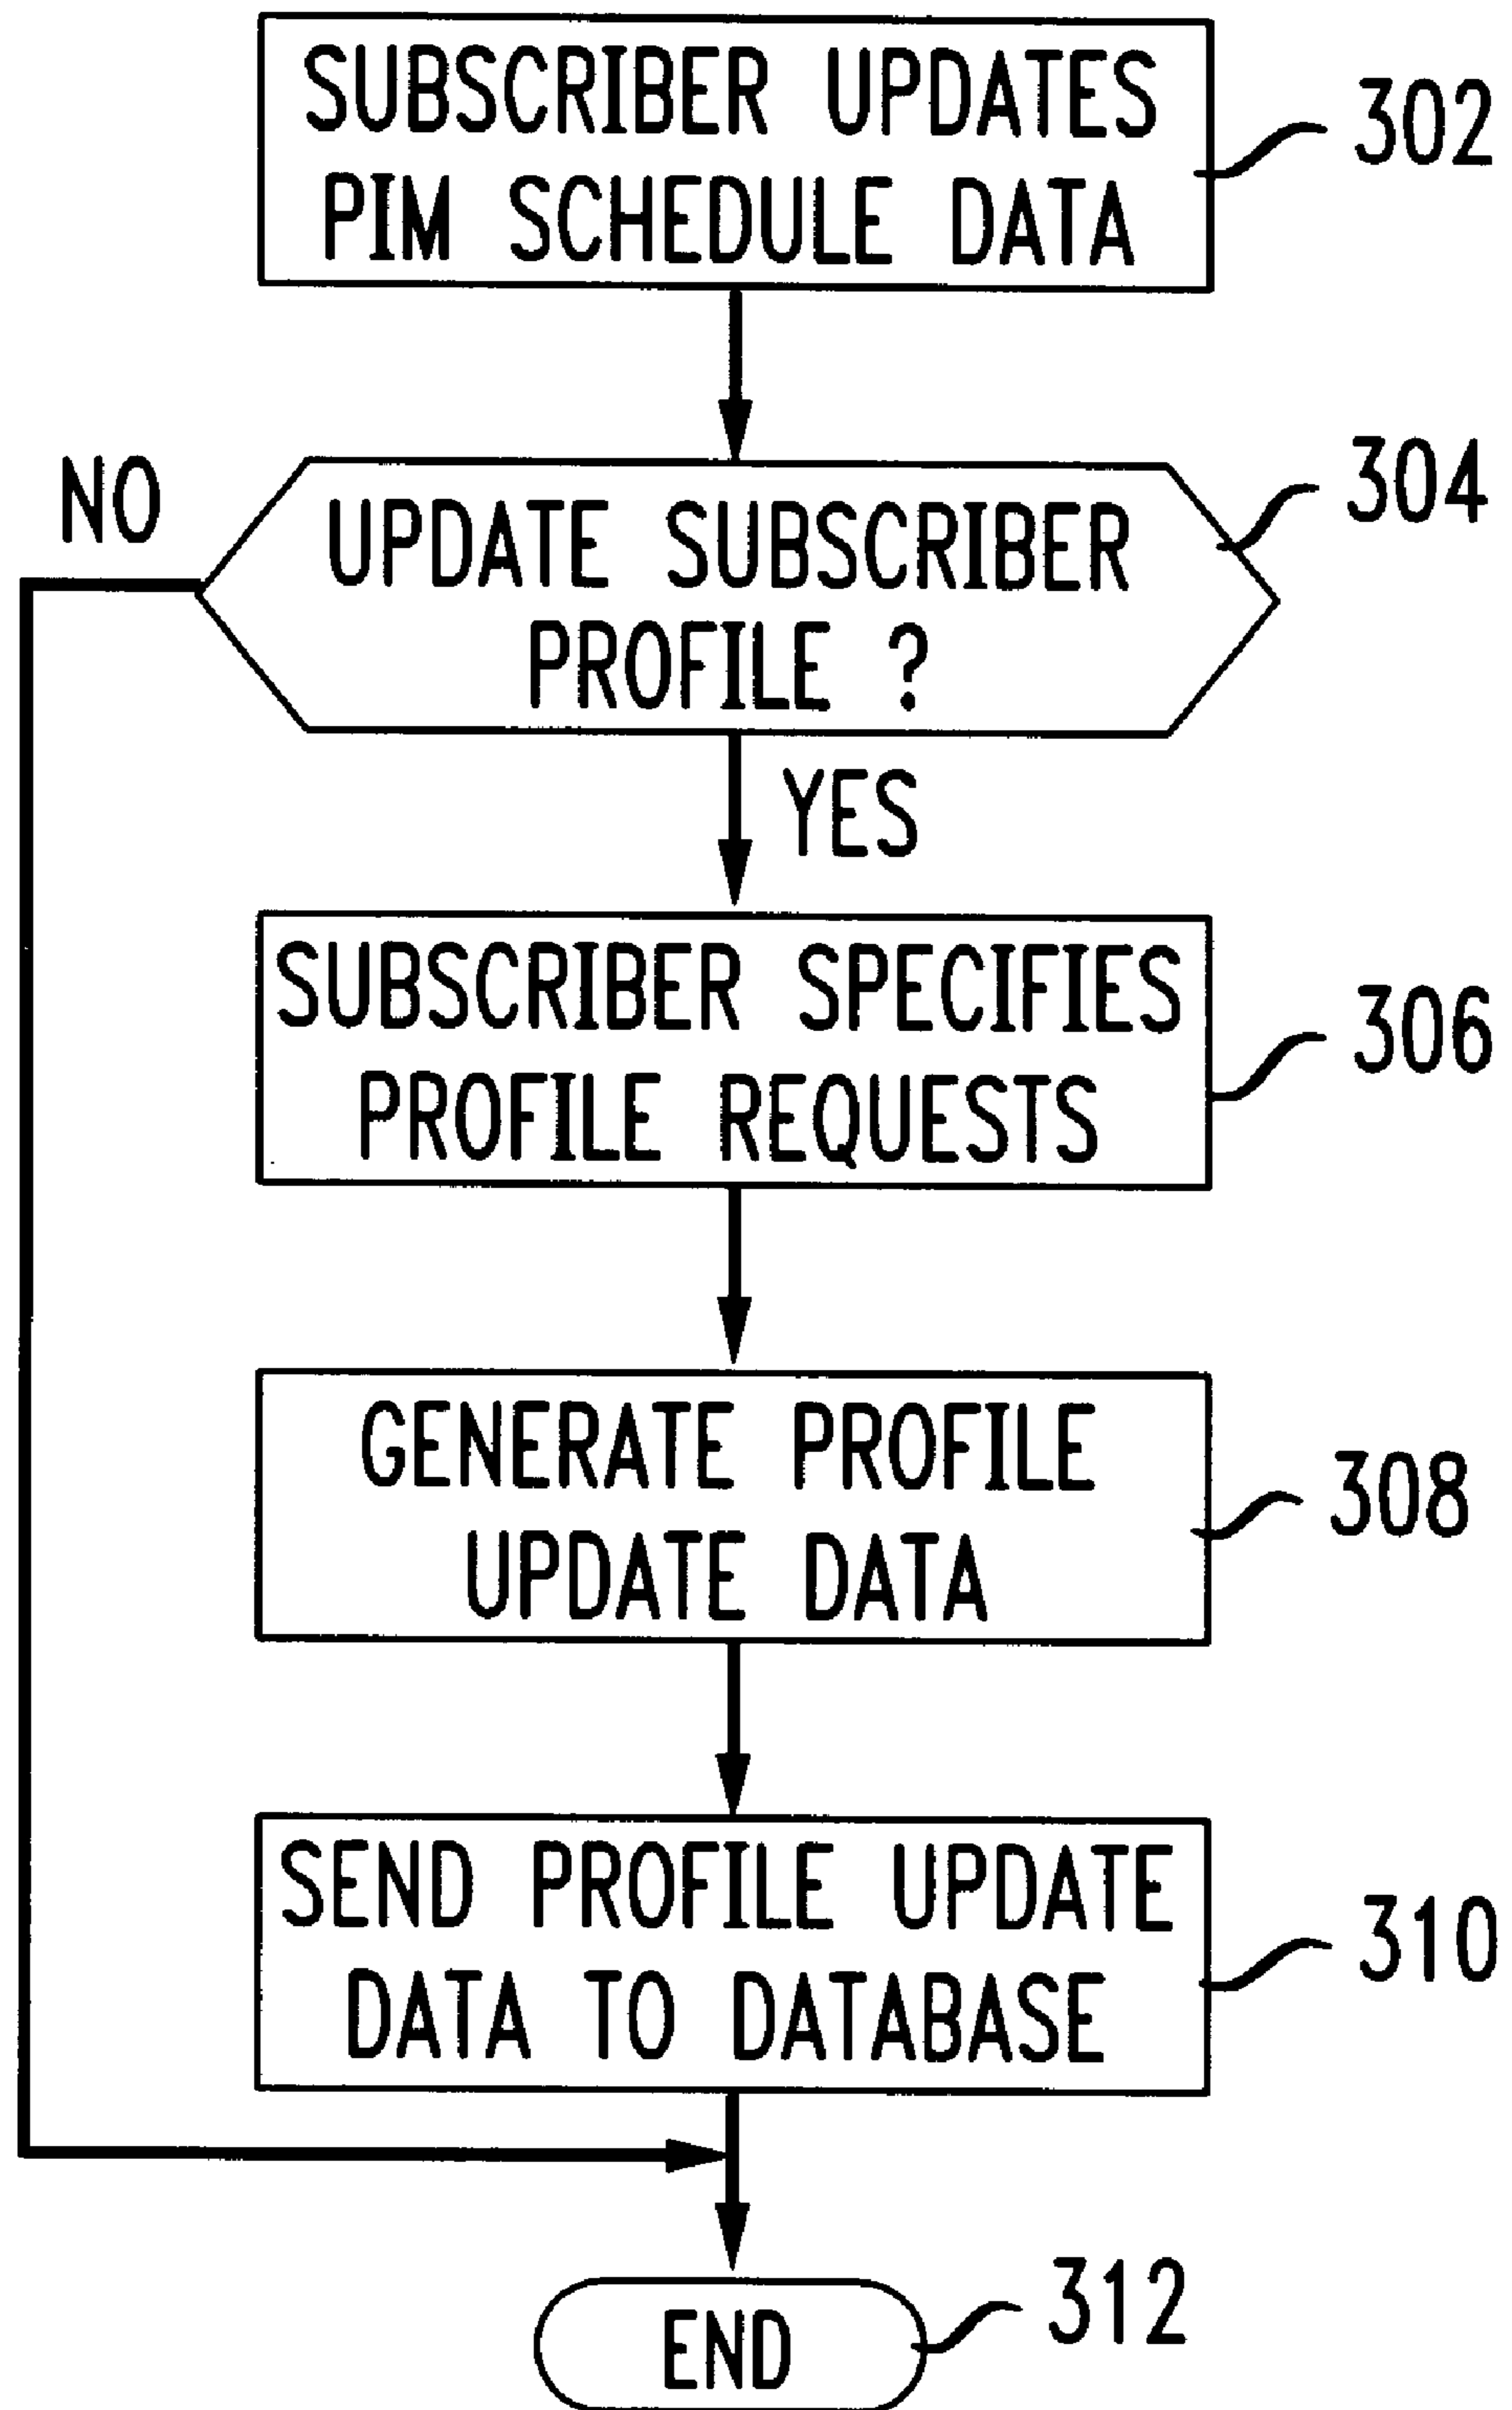 SUBSCRIBER UPDATES
PIM SCHEDULE DATA
302
NO
UPDATE SUBSCRIBER
PROFILE ?
304
YES
SUBSCRIBER SPECIFIES
PROFILE REQUESTS
306
GENERATE PROFILE
UPDATE DATA
308
SEND PROFILE UPDATE
DATA TO DATABASE
310
END
312